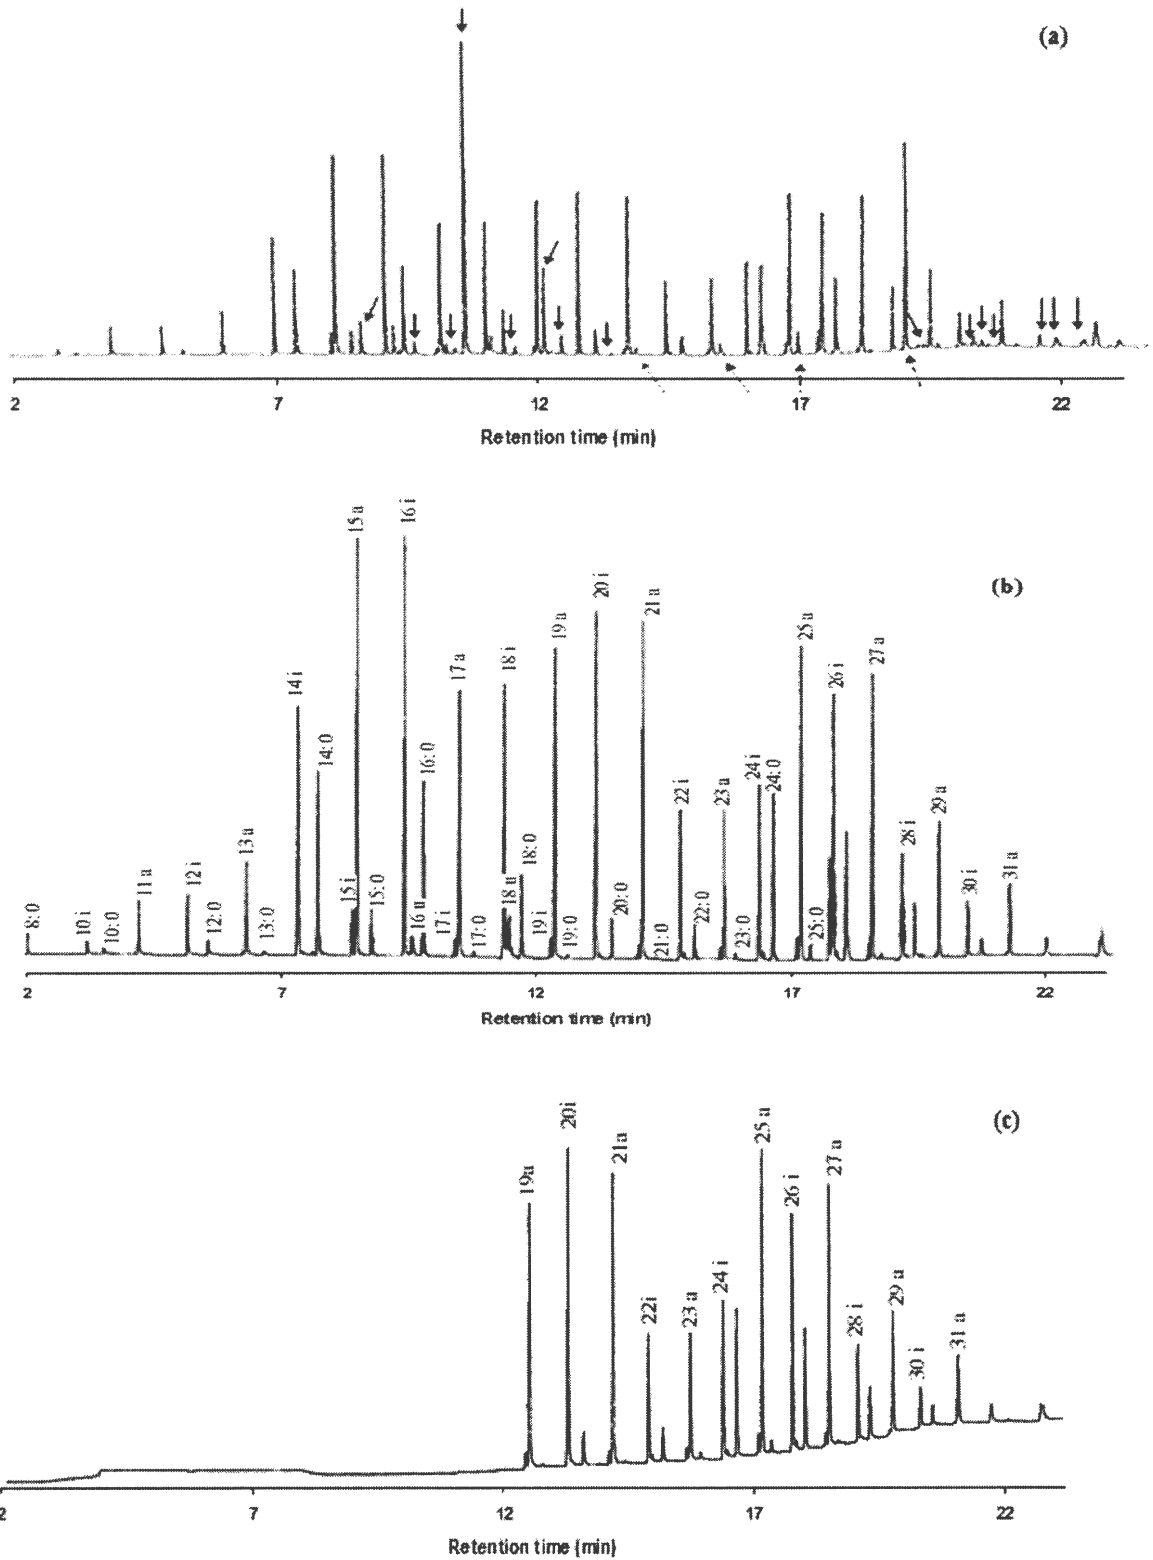 (a)
2 7 12 17 22
Retention time (min)
(b)
8:0
10 i
10:0
11 a
12 i
12:0
13 a
13:0
14 i
14:0
15 i
15 a
15:0
16 i
16 u
16:0
17 i
17 a
17:0
18 i
18 u
18:0
19 i
19 a
19:0
20 i
20:0
21 a
21:0
22 i
22:0
23 a
23:0
24 i
24:0
25 a
25:0
26 i
27 a
28 i
29 a
30 i
31 a
2 7 12 17 22
Retention time (min)
(c)
19a
20i
21a
22i
23 a
24 i
25 a
26 i
27 a
28 i
29 a
30 i
31 a
2 7 12 17 22
Retention time (min)